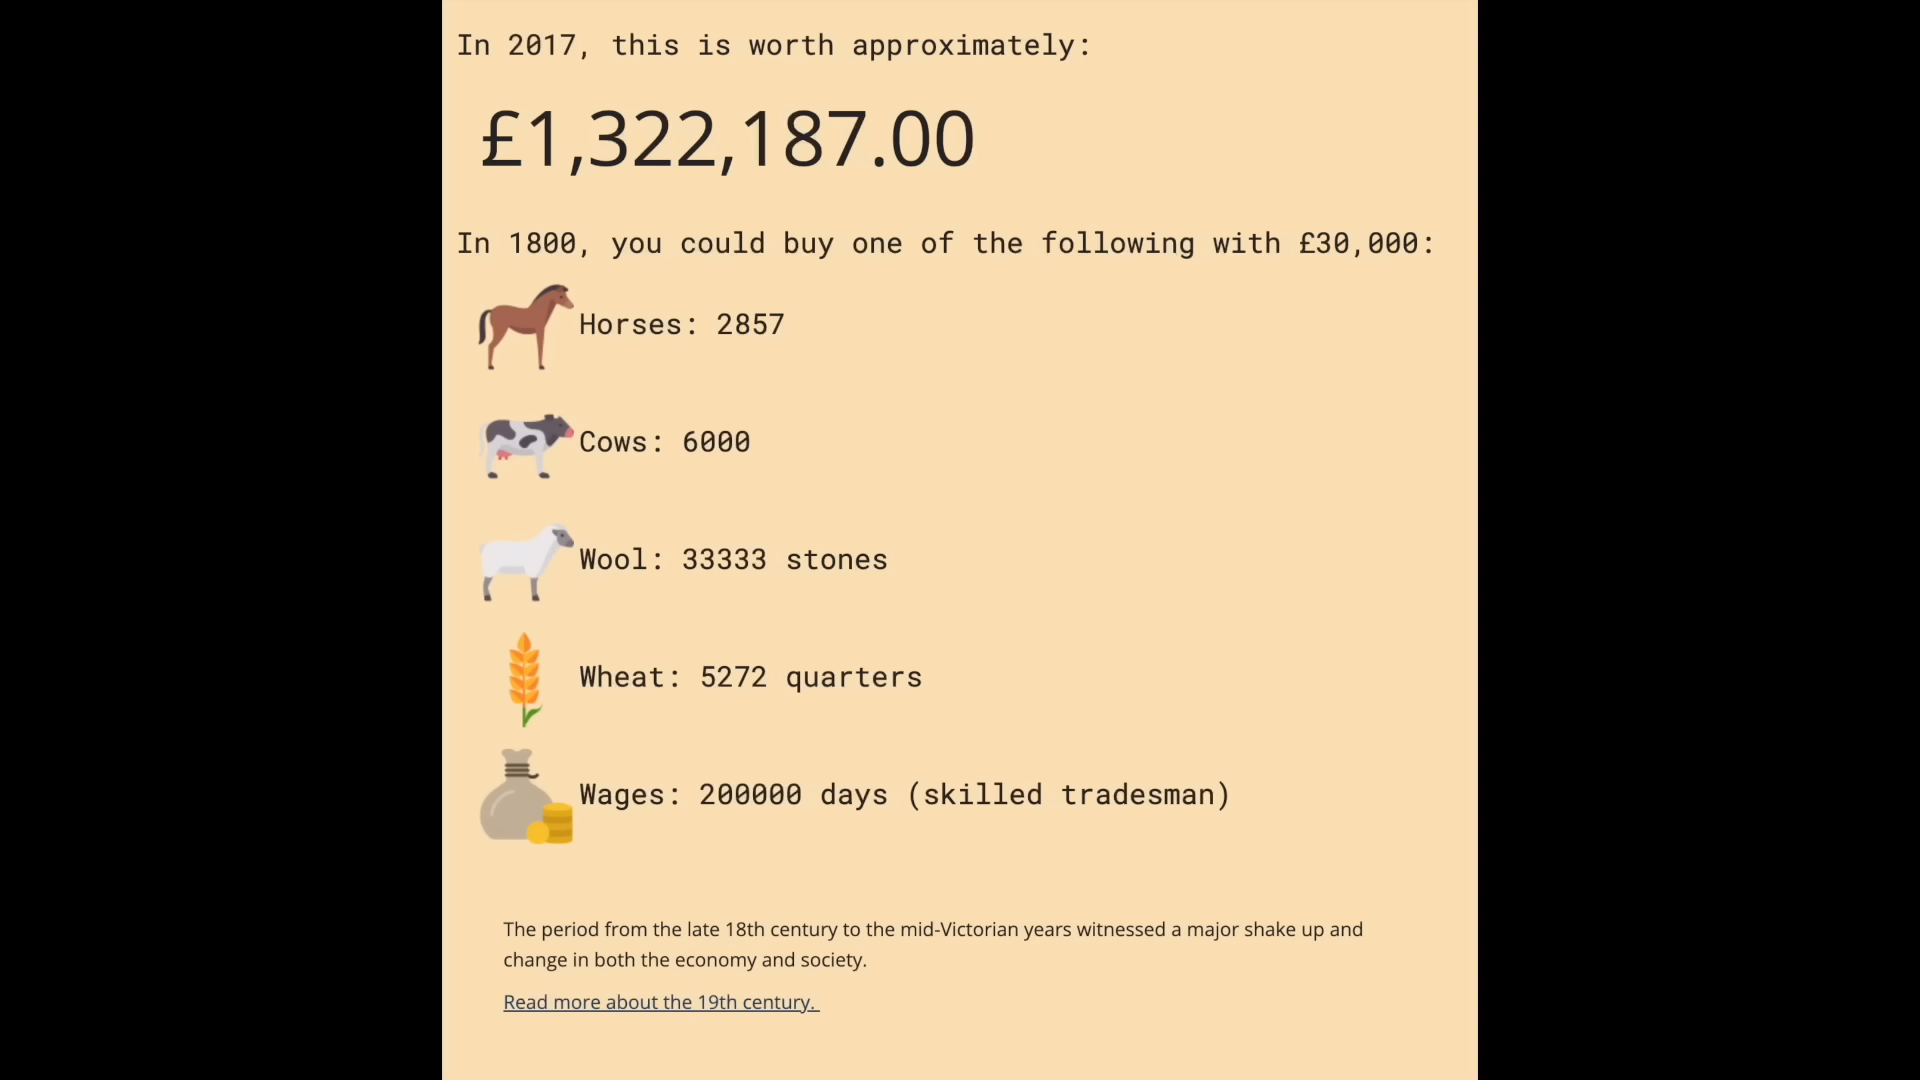 In 2017, this is worth approximately:
£1,322,187.00
In 1800, you could buy one of the following with £30,000:
Horses: 2857
Cows: 6000
Wool: 33333 stones
Wheat: 5272 quarters
Wages: 200000 days (skilled tradesman)
The period from the late 18th century to the mid-Victorian years witnessed a major shake up and
change in both the economy and society.
Read more about the 19th century.